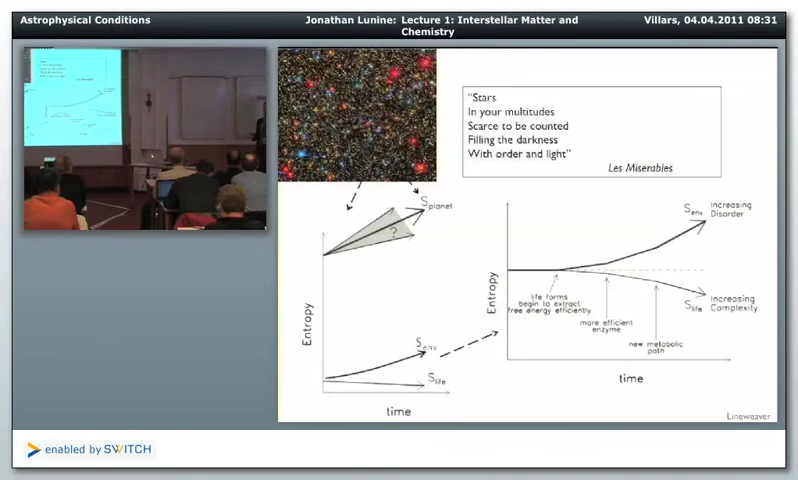 Astrophysical Conditions
Jonathan Lunine: Lecture 1: Interstellar Matter and
Chemistry
Villars, 04.04.2011 08:31
"Stars
In your multitudes
Scarce to be counted
Filling the darkness
With order and light"
Les Miserables
S planet
?
Entropy
S env
S life
time
S env
Increasing
Disorder
Entropy
life forms
begin to extract
free energy efficiently
more efficient
enzyme
new metabolic
path
S life
Increasing
Complexity
time
Lineweaver
enabled by SWITCH